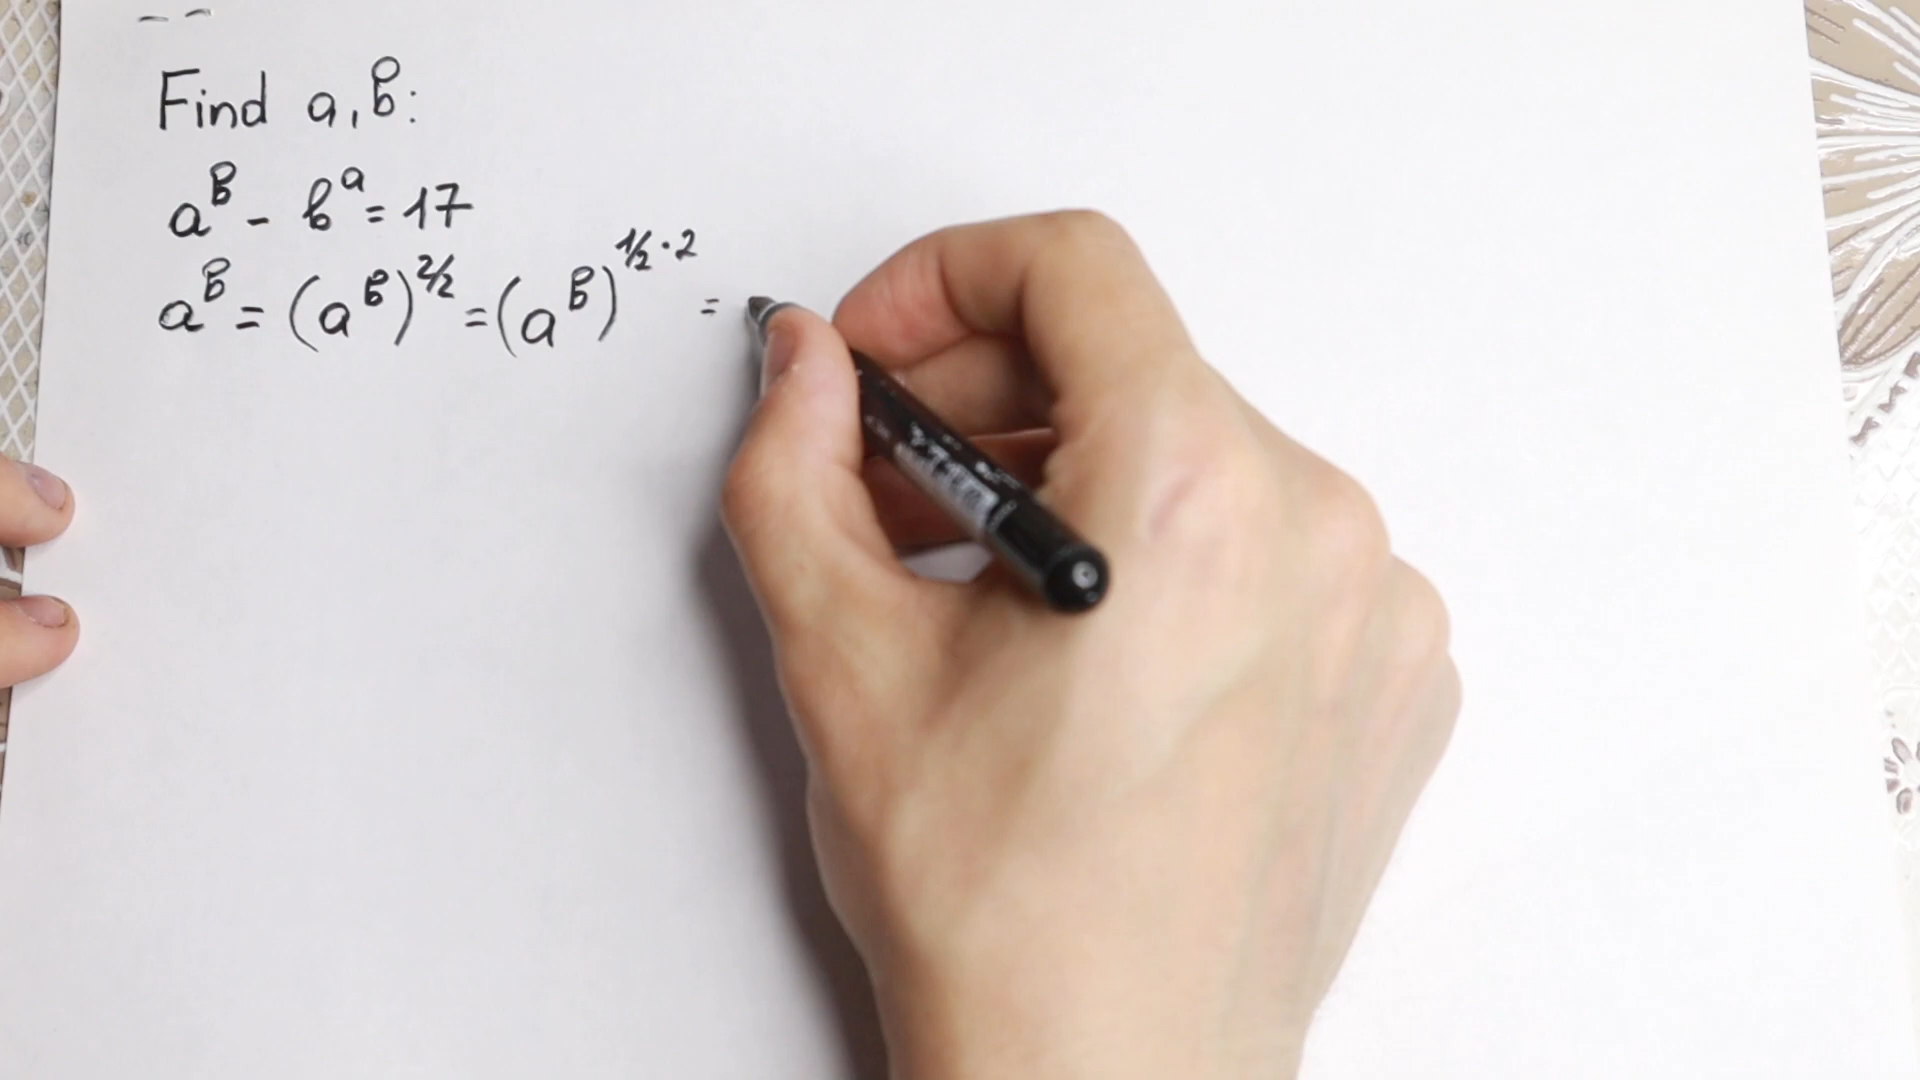 Find a, b:
a^b - b^a = 17
a^b = (a^b)^2/2 = (a^b)^1/2·2 =